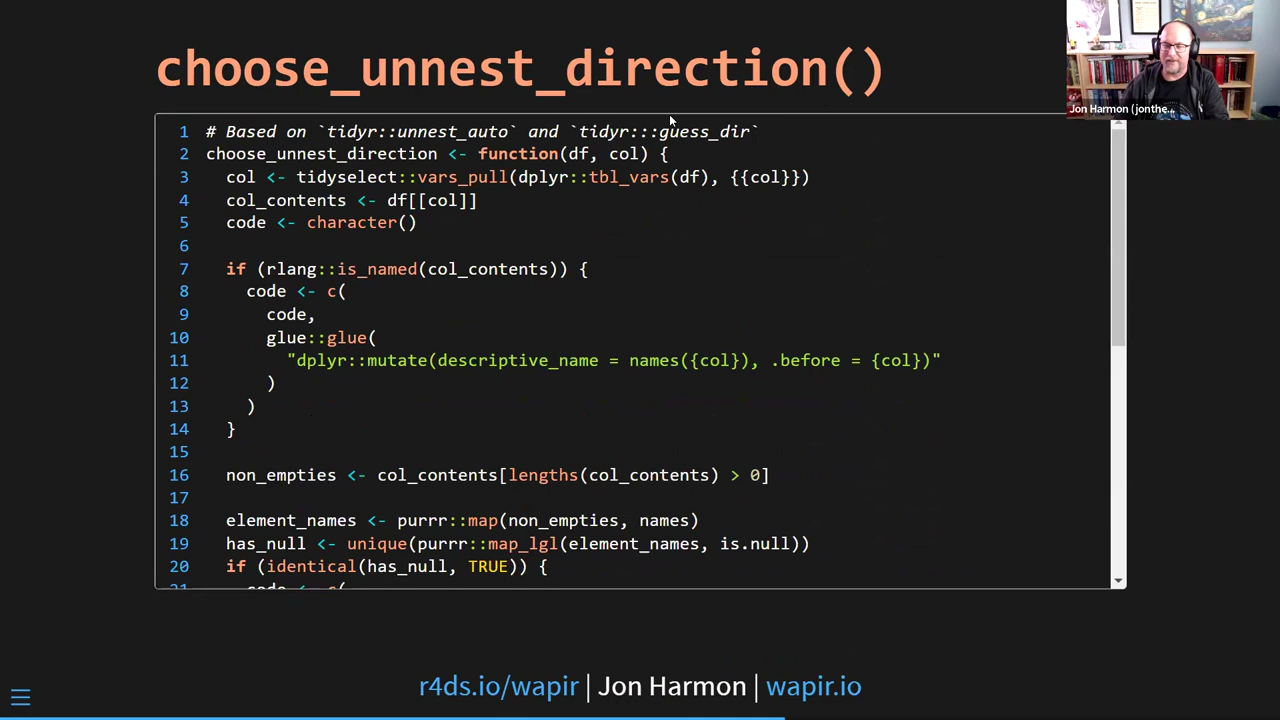 choose_unnest_direction()
Jon Harmon (jonthe...
1 # Based on `tidyr::unnest_auto` and `tidyr:::guess_dir`
2 choose_unnest_direction <- function(df, col) {
3   col <- tidyselect::vars_pull(dplyr::tbl_vars(df), {{col}})
4   col_contents <- df[[col]]
5   code <- character()
6
7   if (rlang::is_named(col_contents)) {
8     code <- c(
9       code,
10       glue::glue(
11         "dplyr::mutate(descriptive_name = names({col}), .before = {col})"
12       )
13     )
14   }
15
16   non_empties <- col_contents[lengths(col_contents) > 0]
17
18   element_names <- purrr::map(non_empties, names)
19   has_null <- unique(purrr::map_lgl(element_names, is.null))
20   if (identical(has_null, TRUE)) {
21     code <- c(
r4ds.io/wapir | Jon Harmon | wapir.io